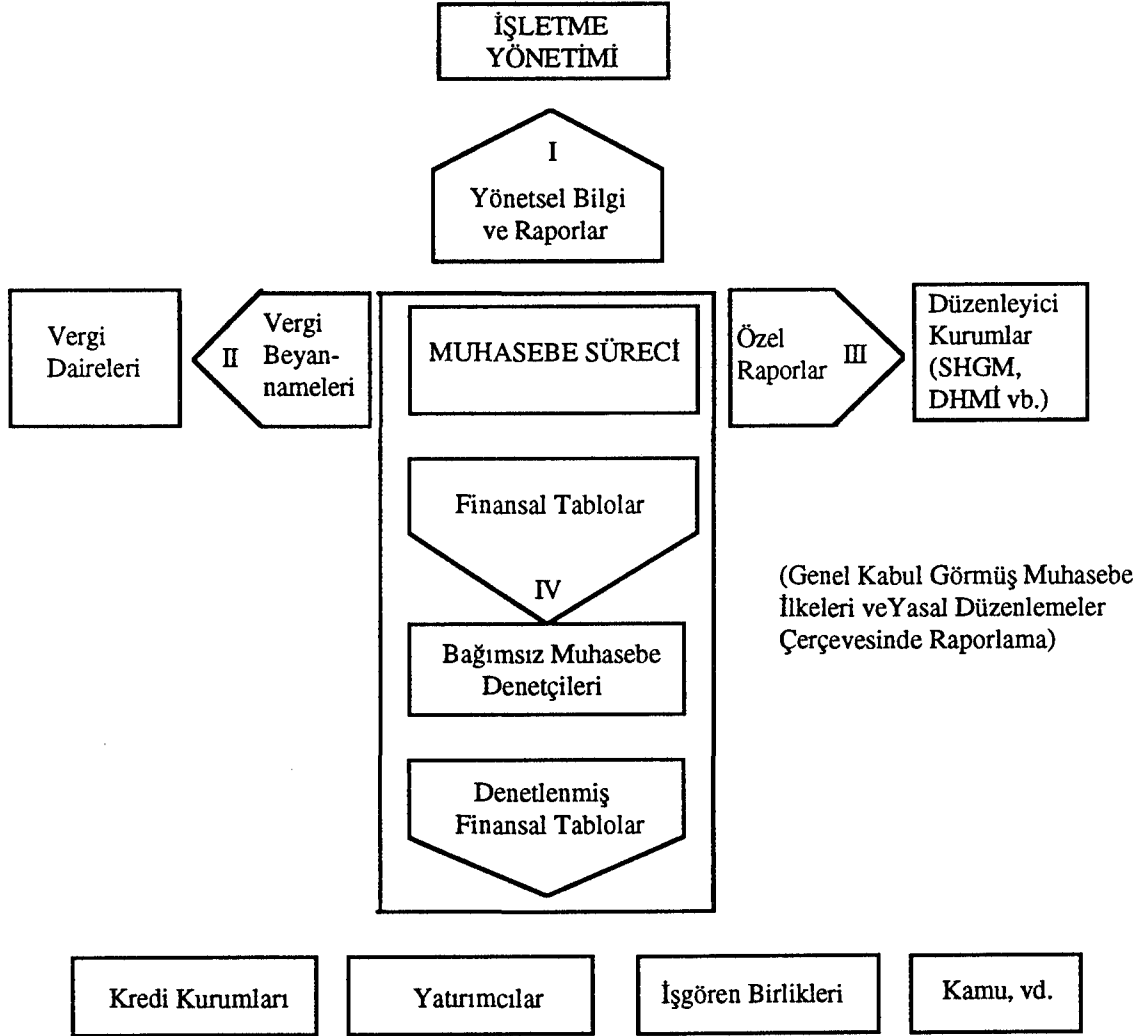 İŞLETME
YÖNETİMİ
I
Yönetsel Bilgi
ve Raporlar
Vergi
Daireleri
II
Vergi
Beyan-
nameleri
MUHASEBE SÜRECİ
Özel
Raporlar
III
Düzenleyici
Kurumlar
(SHGM,
DHMİ vb.)
Finansal Tablolar
IV
(Genel Kabul Görmüş Muhasebe
İlkeleri veYasal Düzenlemeler
Çerçevesinde Raporlama)
Bağımsız Muhasebe
Denetçileri
Denetlenmiş
Finansal Tablolar
Kredi Kurumları
Yatırımcılar
İşgören Birlikleri
Kamu, vd.